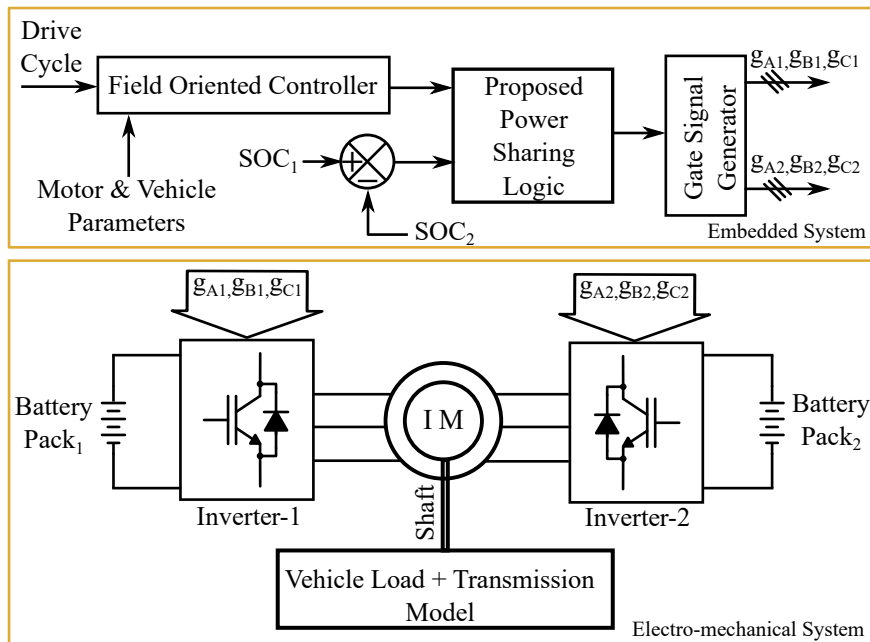 Drive
Cycle
Field Oriented Controller
Motor & Vehicle
Parameters
SOC₁
+
−
SOC₂
Proposed
Power
Sharing
Logic
Gate Signal
Generator
gA1,gB1,gC1
gA2,gB2,gC2
Embedded System
gA1,gB1,gC1
gA2,gB2,gC2
Battery
Pack₁
Inverter-1
I M
Shaft
Inverter-2
Battery
Pack₂
Vehicle Load + Transmission
Model
Electro-mechanical System